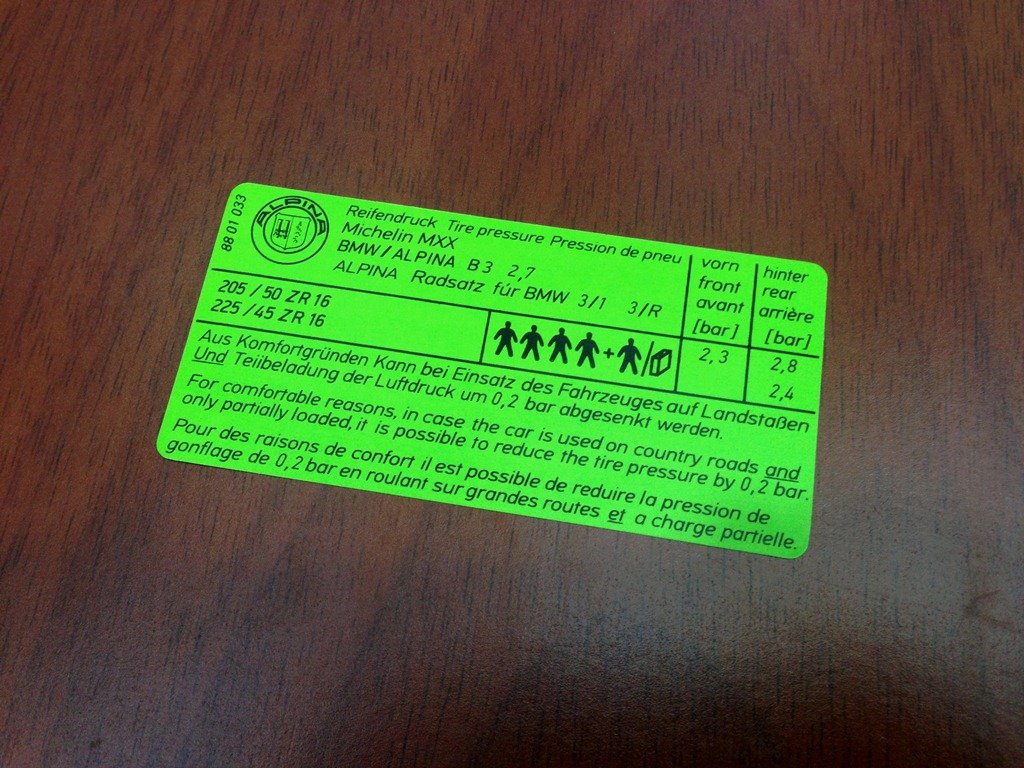 88 01 033
ALPINA
Reifendruck Tire pressure Pression de pneu
Michelin MXX
BMW/ALPINA B3 2,7
ALPINA Radsatz für BMW 3/1 3/R
vorn
front
avant
[bar]
hinter
rear
arrière
[bar]
205/50 ZR 16
225/45 ZR 16
+
/
2,3
2,8
2,4
Aus Komfortgründen Kann bei Einsatz des Fahrzeuges auf Landstaßen
Und Teiibeladung der Luftdruck um 0,2 bar abgesenkt werden.
For comfortable reasons, in case the car is used on country roads and
only partially loaded, it is possible to reduce the tire pressure by 0,2 bar.
Pour des raisons de confort il est possible de reduire la pression de
gonflage de 0,2 bar en roulant sur grandes routes et a charge partielle.